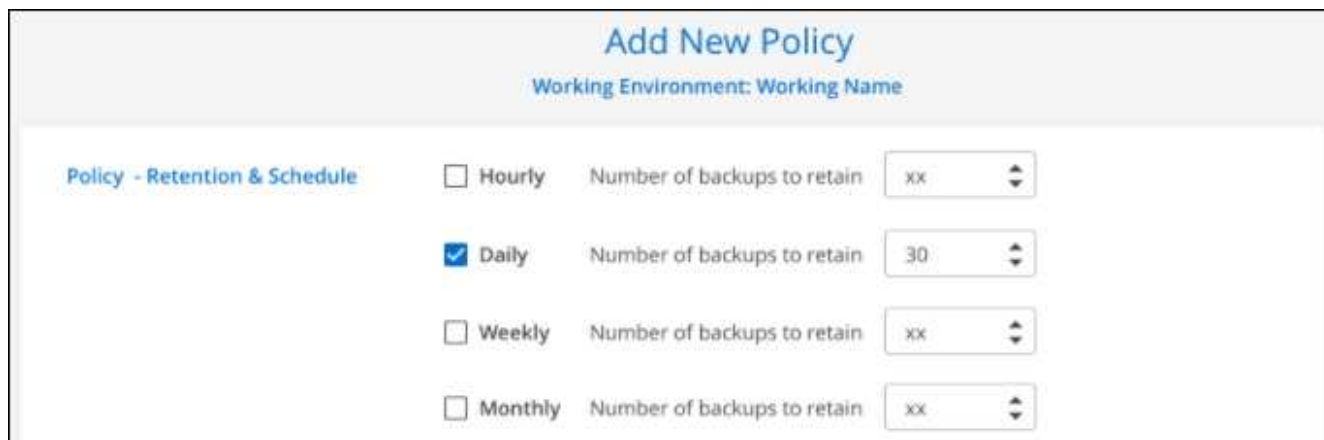 Add New Policy
Working Environment: Working Name
Policy - Retention & Schedule
Hourly Number of backups to retain xx
Daily Number of backups to retain 30
Weekly Number of backups to retain xx
Monthly Number of backups to retain xx